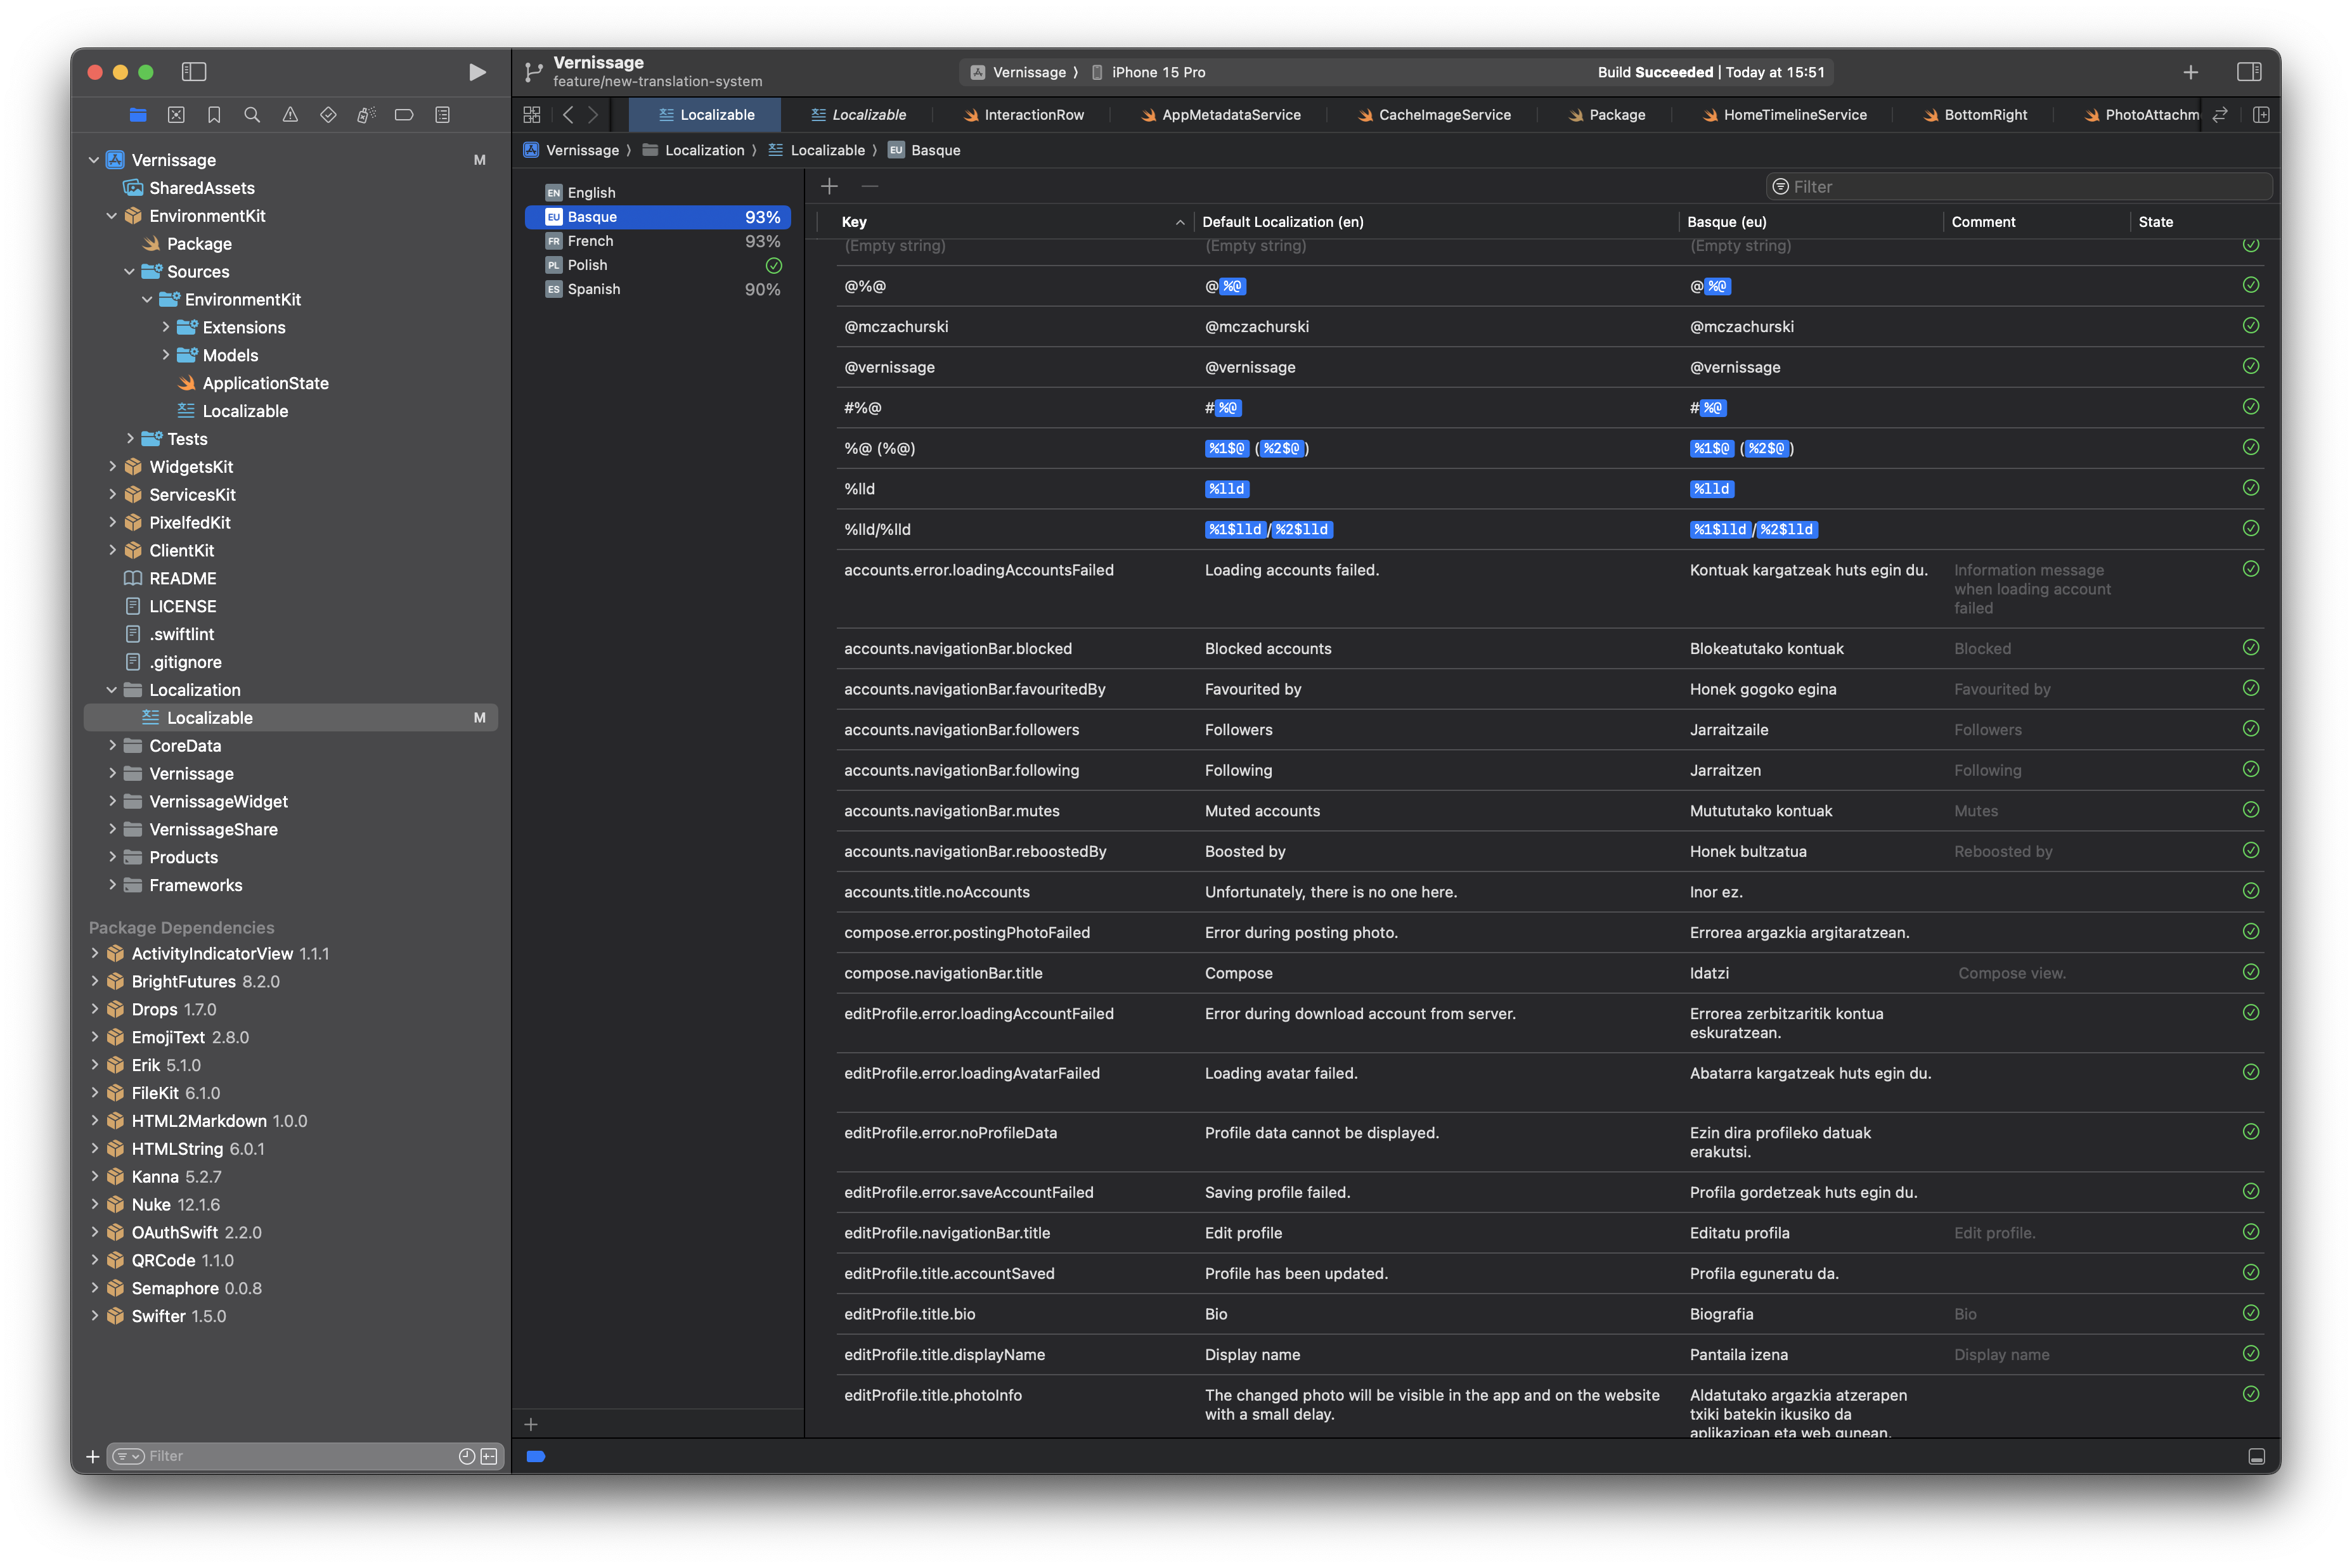 Vernissage
feature/new-translation-system
Vernissage 〉 iPhone 15 Pro
Build Succeeded | Today at 15:51
Localizable
Localizable
InteractionRow
AppMetadataService
CacheImageService
Package
HomeTimelineService
BottomRight
PhotoAttachm
Vernissage 〉 Localization 〉 Localizable 〉 EU Basque
Vernissage M
SharedAssets
EnvironmentKit
Package
Sources
EnvironmentKit
Extensions
Models
ApplicationState
Localizable
Tests
WidgetsKit
ServicesKit
PixelfedKit
ClientKit
README
LICENSE
.swiftlint
.gitignore
Localization
Localizable M
CoreData
Vernissage
VernissageWidget
VernissageShare
Products
Frameworks
Package Dependencies
ActivityIndicatorView 1.1.1
BrightFutures 8.2.0
Drops 1.7.0
EmojiText 2.8.0
Erik 5.1.0
FileKit 6.1.0
HTML2Markdown 1.0.0
HTMLString 6.0.1
Kanna 5.2.7
Nuke 12.1.6
OAuthSwift 2.2.0
QRCode 1.1.0
Semaphore 0.0.8
Swifter 1.5.0
Filter
EN English
EU Basque 93%
FR French 93%
PL Polish
ES Spanish 90%
Filter
Key Default Localization (en) Basque (eu) Comment State
(Empty string) (Empty string) (Empty string)
@%@ @%@ @%@
@mczachurski @mczachurski @mczachurski
@vernissage @vernissage @vernissage
#%@ #%@ #%@
%@ (%@) %1$@ (%2$@) %1$@ (%2$@)
%lld %lld %lld
%lld/%lld %1$lld/%2$lld %1$lld/%2$lld
accounts.error.loadingAccountsFailed Loading accounts failed. Kontuak kargatzeak huts egin du. Information message
when loading account
failed
accounts.navigationBar.blocked Blocked accounts Blokeatutako kontuak Blocked
accounts.navigationBar.favouritedBy Favourited by Honek gogoko egina Favourited by
accounts.navigationBar.followers Followers Jarraitzaile Followers
accounts.navigationBar.following Following Jarraitzen Following
accounts.navigationBar.mutes Muted accounts Mututuako kontuak Mutes
accounts.navigationBar.reboostedBy Boosted by Honek bultzatua Reboosted by
accounts.title.noAccounts Unfortunately, there is no one here. Inor ez.
compose.error.postingPhotoFailed Error during posting photo. Errorea argazkia argitaratzean.
compose.navigationBar.title Compose Idatzi Compose view.
editProfile.error.loadingAccountFailed Error during download account from server. Errorea zerbitzaritik kontua
eskuratzean.
editProfile.error.loadingAvatarFailed Loading avatar failed. Abatarra kargatzeak huts egin du.
editProfile.error.noProfileData Profile data cannot be displayed. Ezin dira profileko datuak
erakutsi.
editProfile.error.saveAccountFailed Saving profile failed. Profila gordetzeak huts egin du.
editProfile.navigationBar.title Edit profile Editatu profila Edit profile.
editProfile.title.accountSaved Profile has been updated. Profila eguneratu da.
editProfile.title.bio Bio Biografia Bio
editProfile.title.displayName Display name Pantaila izena Display name
editProfile.title.photoInfo The changed photo will be visible in the app and on the website Aldatutako argazkia atzerapen
with a small delay. txiki batekin ikusiko da
aplikazioan eta web gunean.